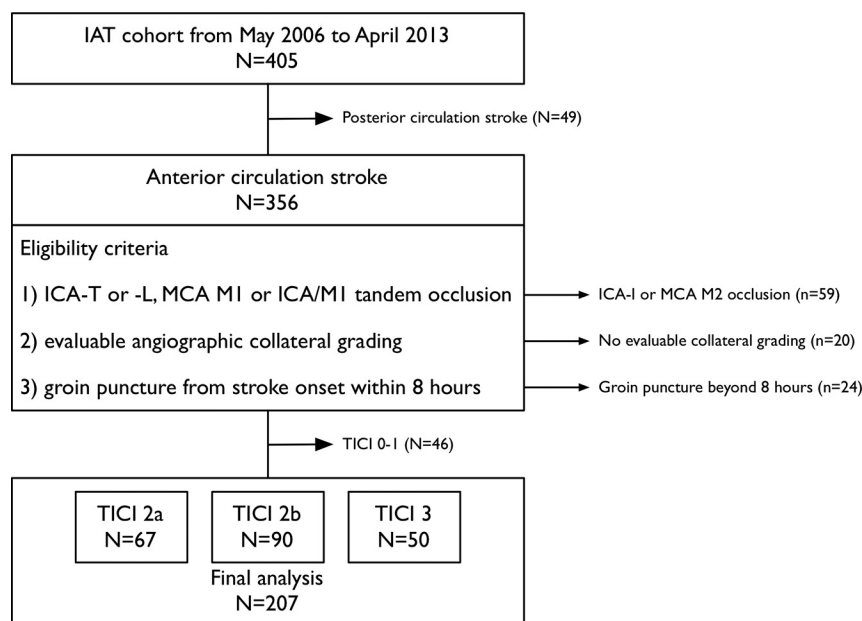 IAT cohort from May 2006 to April 2013
N=405
Posterior circulation stroke (N=49)
Anterior circulation stroke
N=356
Eligibility criteria
1) ICA-T or -L, MCA M1 or ICA/M1 tandem occlusion
ICA-I or MCA M2 occlusion (n=59)
2) evaluable angiographic collateral grading
No evaluable collateral grading (n=20)
3) groin puncture from stroke onset within 8 hours
Groin puncture beyond 8 hours (n=24)
TICI 0-1 (N=46)
TICI 2a
N=67
TICI 2b
N=90
TICI 3
N=50
Final analysis
N=207